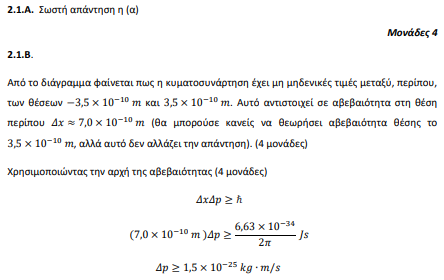 2.1.Α. Σωστή απάντηση η (α)
Μονάδες 4
2.1.Β.
Από το διάγραμμα φαίνεται πως η κυματοσυνάρτηση έχει μη μηδενικές τιμές μεταξύ, περίπου,
των θέσεων −3,5 × 10⁻¹⁰ m και 3,5 × 10⁻¹⁰ m. Αυτό αντιστοιχεί σε αβεβαιότητα στη θέση
περίπου Δx ≈ 7,0 × 10⁻¹⁰ m (θα μπορούσε κανείς να θεωρήσει αβεβαιότητα θέσης το
3,5 × 10⁻¹⁰ m, αλλά αυτό δεν αλλάζει την απάντηση). (4 μονάδες)
Χρησιμοποιώντας την αρχή της αβεβαιότητας (4 μονάδες)
ΔxΔp ≥ ℏ
(7,0 × 10⁻¹⁰ m )Δp ≥ 6,63 × 10⁻³⁴ / 2π Js
Δp ≥ 1,5 × 10⁻²⁵ kg · m/s